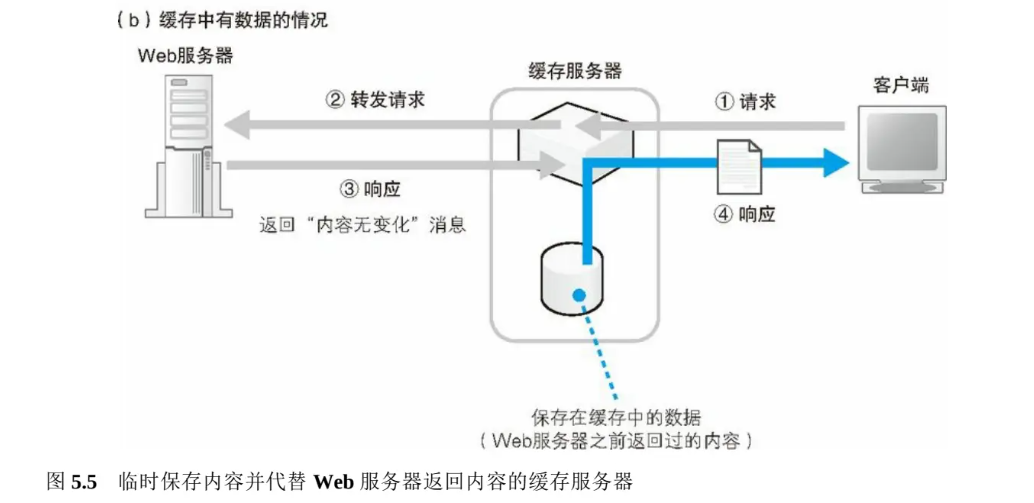 （b）缓存中有数据的情况
Web服务器
缓存服务器
客户端
② 转发请求
① 请求
③ 响应
返回“内容无变化”消息
④ 响应
保存在缓存中的数据
（Web服务器之前返回过的内容）
图 5.5 临时保存内容并代替 Web 服务器返回内容的缓存服务器